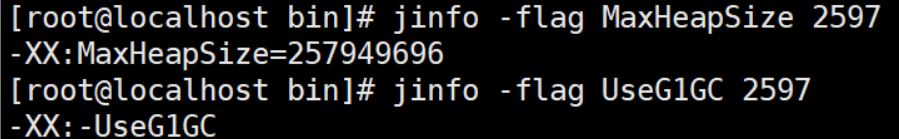 [root@localhost bin]# jinfo -flag MaxHeapSize 2597
-XX:MaxHeapSize=257949696
[root@localhost bin]# jinfo -flag UseG1GC 2597
-XX:-UseG1GC